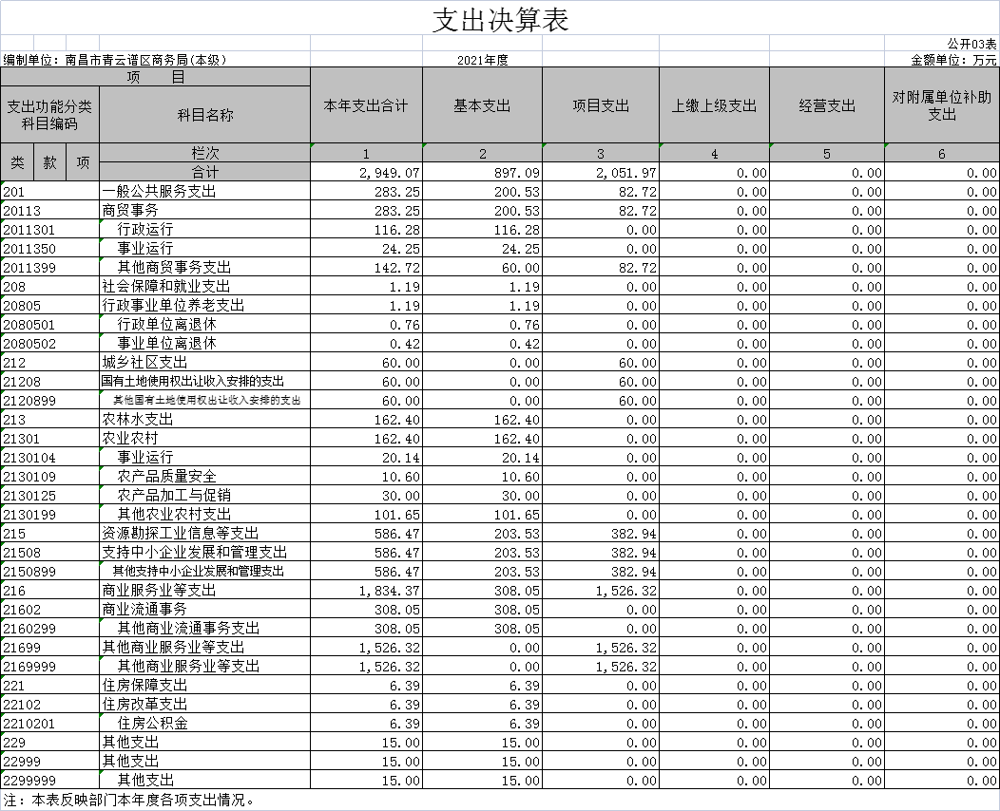 支出决算表
公开03表
编制单位：南昌市青云谱区商务局(本级） 2021年度 金额单位：万元
项 目 本年支出合计 基本支出 项目支出 上缴上级支出 经营支出 对附属单位补助支出
支出功能分类科目编码 科目名称
类 款 项 栏次 1 2 3 4 5 6
合计 2,949.07 897.09 2,051.97 0.00 0.00 0.00
201 一般公共服务支出 283.25 200.53 82.72 0.00 0.00 0.00
20113 商贸事务 283.25 200.53 82.72 0.00 0.00 0.00
2011301 行政运行 116.28 116.28 0.00 0.00 0.00 0.00
2011350 事业运行 24.25 24.25 0.00 0.00 0.00 0.00
2011399 其他商贸事务支出 142.72 60.00 82.72 0.00 0.00 0.00
208 社会保障和就业支出 1.19 1.19 0.00 0.00 0.00 0.00
20805 行政事业单位养老支出 1.19 1.19 0.00 0.00 0.00 0.00
2080501 行政单位离退休 0.76 0.76 0.00 0.00 0.00 0.00
2080502 事业单位离退休 0.42 0.42 0.00 0.00 0.00 0.00
212 城乡社区支出 60.00 0.00 60.00 0.00 0.00 0.00
21208 国有土地使用权出让收入安排的支出 60.00 0.00 60.00 0.00 0.00 0.00
2120899 其他国有土地使用权出让收入安排的支出 60.00 0.00 60.00 0.00 0.00 0.00
213 农林水支出 162.40 162.40 0.00 0.00 0.00 0.00
21301 农业农村 162.40 162.40 0.00 0.00 0.00 0.00
2130104 事业运行 20.14 20.14 0.00 0.00 0.00 0.00
2130109 农产品质量安全 10.60 10.60 0.00 0.00 0.00 0.00
2130125 农产品加工与促销 30.00 30.00 0.00 0.00 0.00 0.00
2130199 其他农业农村支出 101.65 101.65 0.00 0.00 0.00 0.00
215 资源勘探工业信息等支出 586.47 203.53 382.94 0.00 0.00 0.00
21508 支持中小企业发展和管理支出 586.47 203.53 382.94 0.00 0.00 0.00
2150899 其他支持中小企业发展和管理支出 586.47 203.53 382.94 0.00 0.00 0.00
216 商业服务业等支出 1,834.37 308.05 1,526.32 0.00 0.00 0.00
21602 商业流通事务 308.05 308.05 0.00 0.00 0.00 0.00
2160299 其他商业流通事务支出 308.05 308.05 0.00 0.00 0.00 0.00
21699 其他商业服务业等支出 1,526.32 0.00 1,526.32 0.00 0.00 0.00
2169999 其他商业服务业等支出 1,526.32 0.00 1,526.32 0.00 0.00 0.00
221 住房保障支出 6.39 6.39 0.00 0.00 0.00 0.00
22102 住房改革支出 6.39 6.39 0.00 0.00 0.00 0.00
2210201 住房公积金 6.39 6.39 0.00 0.00 0.00 0.00
229 其他支出 15.00 15.00 0.00 0.00 0.00 0.00
22999 其他支出 15.00 15.00 0.00 0.00 0.00 0.00
2299999 其他支出 15.00 15.00 0.00 0.00 0.00 0.00
注：本表反映部门本年度各项支出情况。